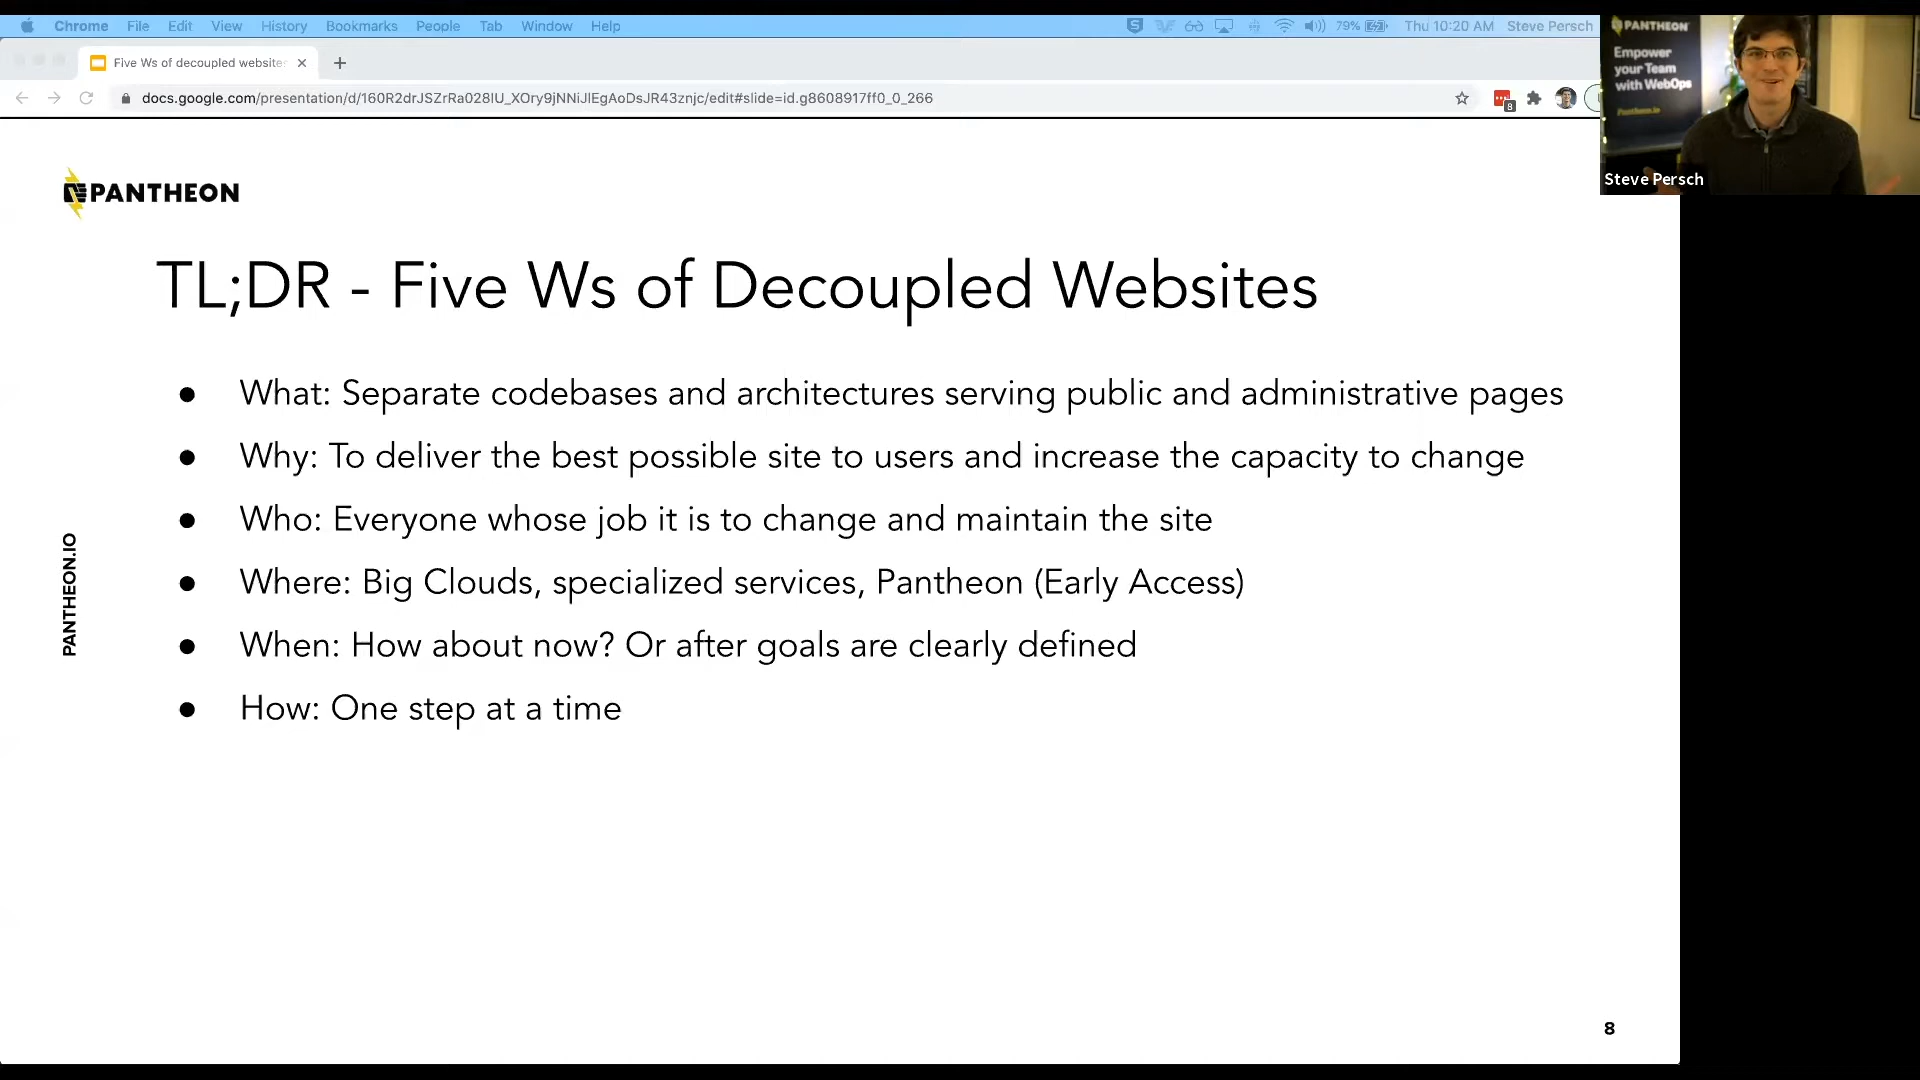 Chrome File Edit View History Bookmarks People Tab Window Help
79% Thu 10:20 AM Steve Persch
Five Ws of decoupled website
docs.google.com/presentation/d/160R2drJSZrRa028lU_XOry9jNNiJlEgAoDsJR43znjc/edit#slide=id.g8608917ff0_0_266
8
PANTHEON
Empower
your Team
with WebOps
Pantheon.io
Steve Persch
PANTHEON
TL;DR - Five Ws of Decoupled Websites
● What: Separate codebases and architectures serving public and administrative pages
● Why: To deliver the best possible site to users and increase the capacity to change
● Who: Everyone whose job it is to change and maintain the site
● Where: Big Clouds, specialized services, Pantheon (Early Access)
● When: How about now? Or after goals are clearly defined
● How: One step at a time
PANTHEON.IO
8